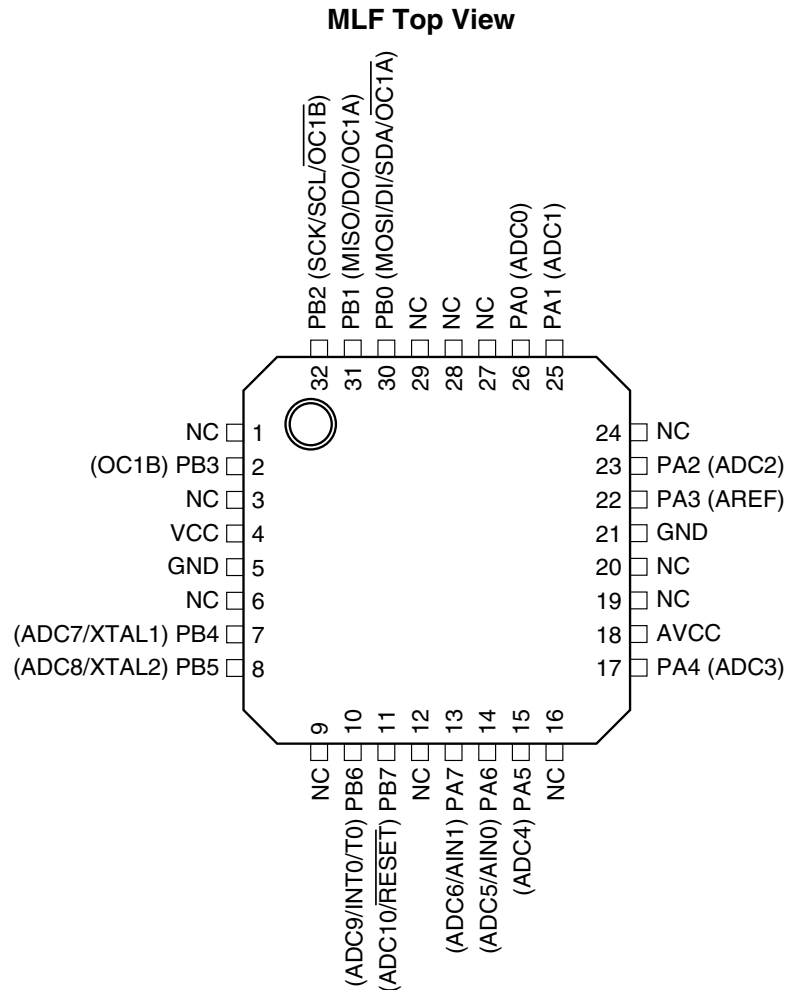 MLF Top View
PB2 (SCK/SCL/OC1B)
PB1 (MISO/DO/OC1A)
PB0 (MOSI/DI/SDA/OC1A)
NC
NC
NC
PA0 (ADC0)
PA1 (ADC1)
32
31
30
29
28
27
26
25
NC 1
(OC1B) PB3 2
NC 3
VCC 4
GND 5
NC 6
(ADC7/XTAL1) PB4 7
(ADC8/XTAL2) PB5 8
24 NC
23 PA2 (ADC2)
22 PA3 (AREF)
21 GND
20 NC
19 NC
18 AVCC
17 PA4 (ADC3)
9
10
11
12
13
14
15
16
NC
(ADC9/INT0/T0) PB6
(ADC10/RESET) PB7
NC
(ADC6/AIN1) PA7
(ADC5/AIN0) PA6
(ADC4) PA5
NC